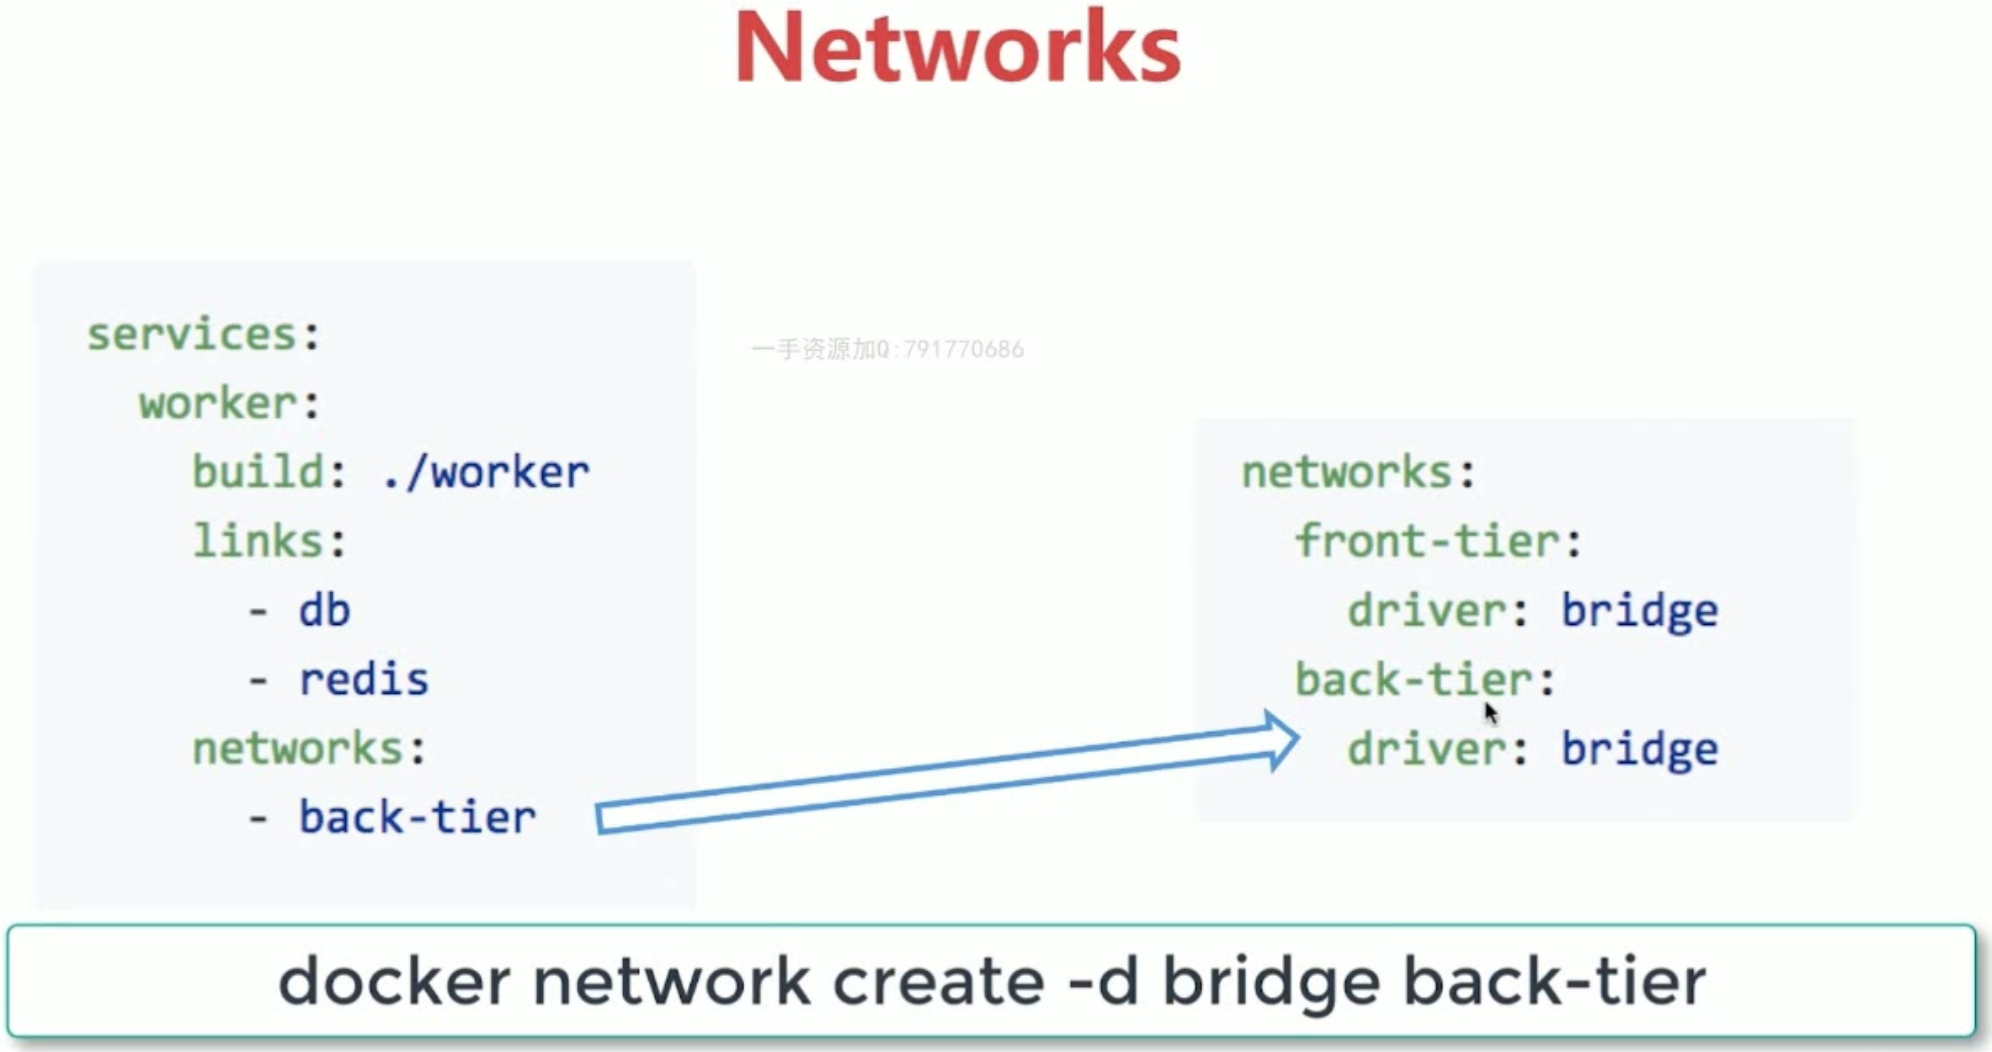 Networks
services:
worker:
build: ./worker
links:
- db
- redis
networks:
- back-tier
一手资源加Q:791770686
networks:
front-tier:
driver: bridge
back-tier:
driver: bridge
docker network create -d bridge back-tier